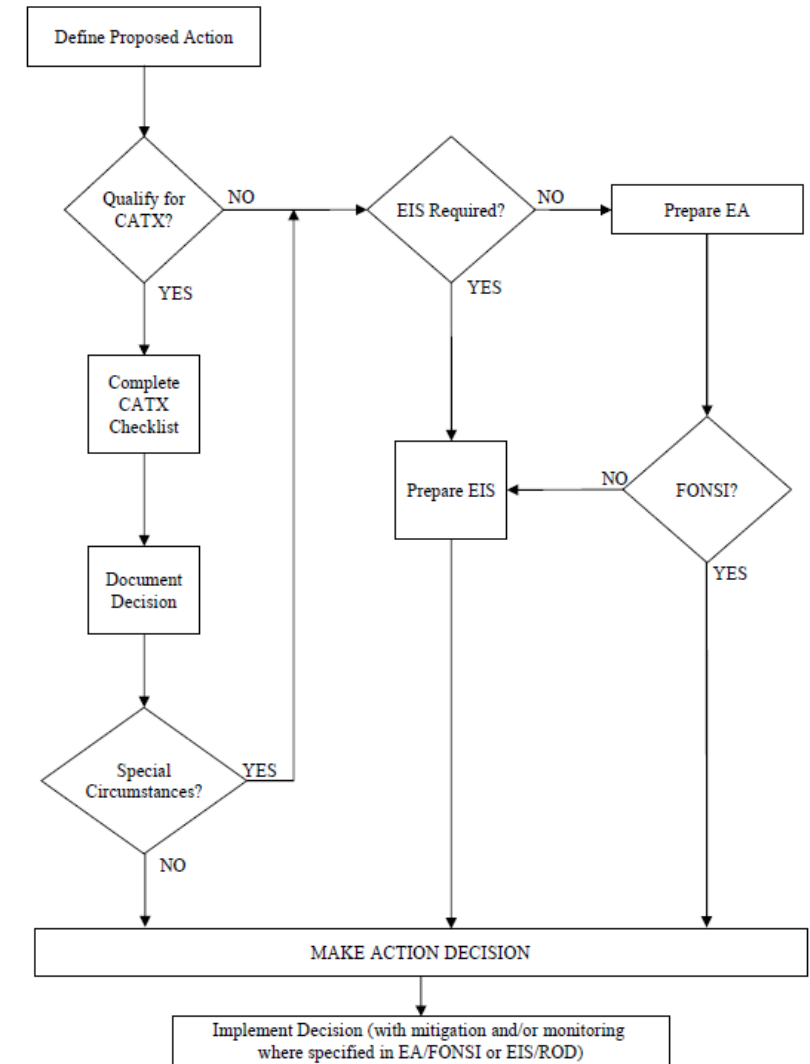 Define Proposed Action
Qualify for
CATX?
NO
EIS Required?
NO
Prepare EA
YES
YES
Complete
CATX
Checklist
Prepare EIS
NO
FONSI?
YES
Document
Decision
Special
Circumstances?
YES
NO
MAKE ACTION DECISION
Implement Decision (with mitigation and/or monitoring
where specified in EA/FONSI or EIS/ROD)